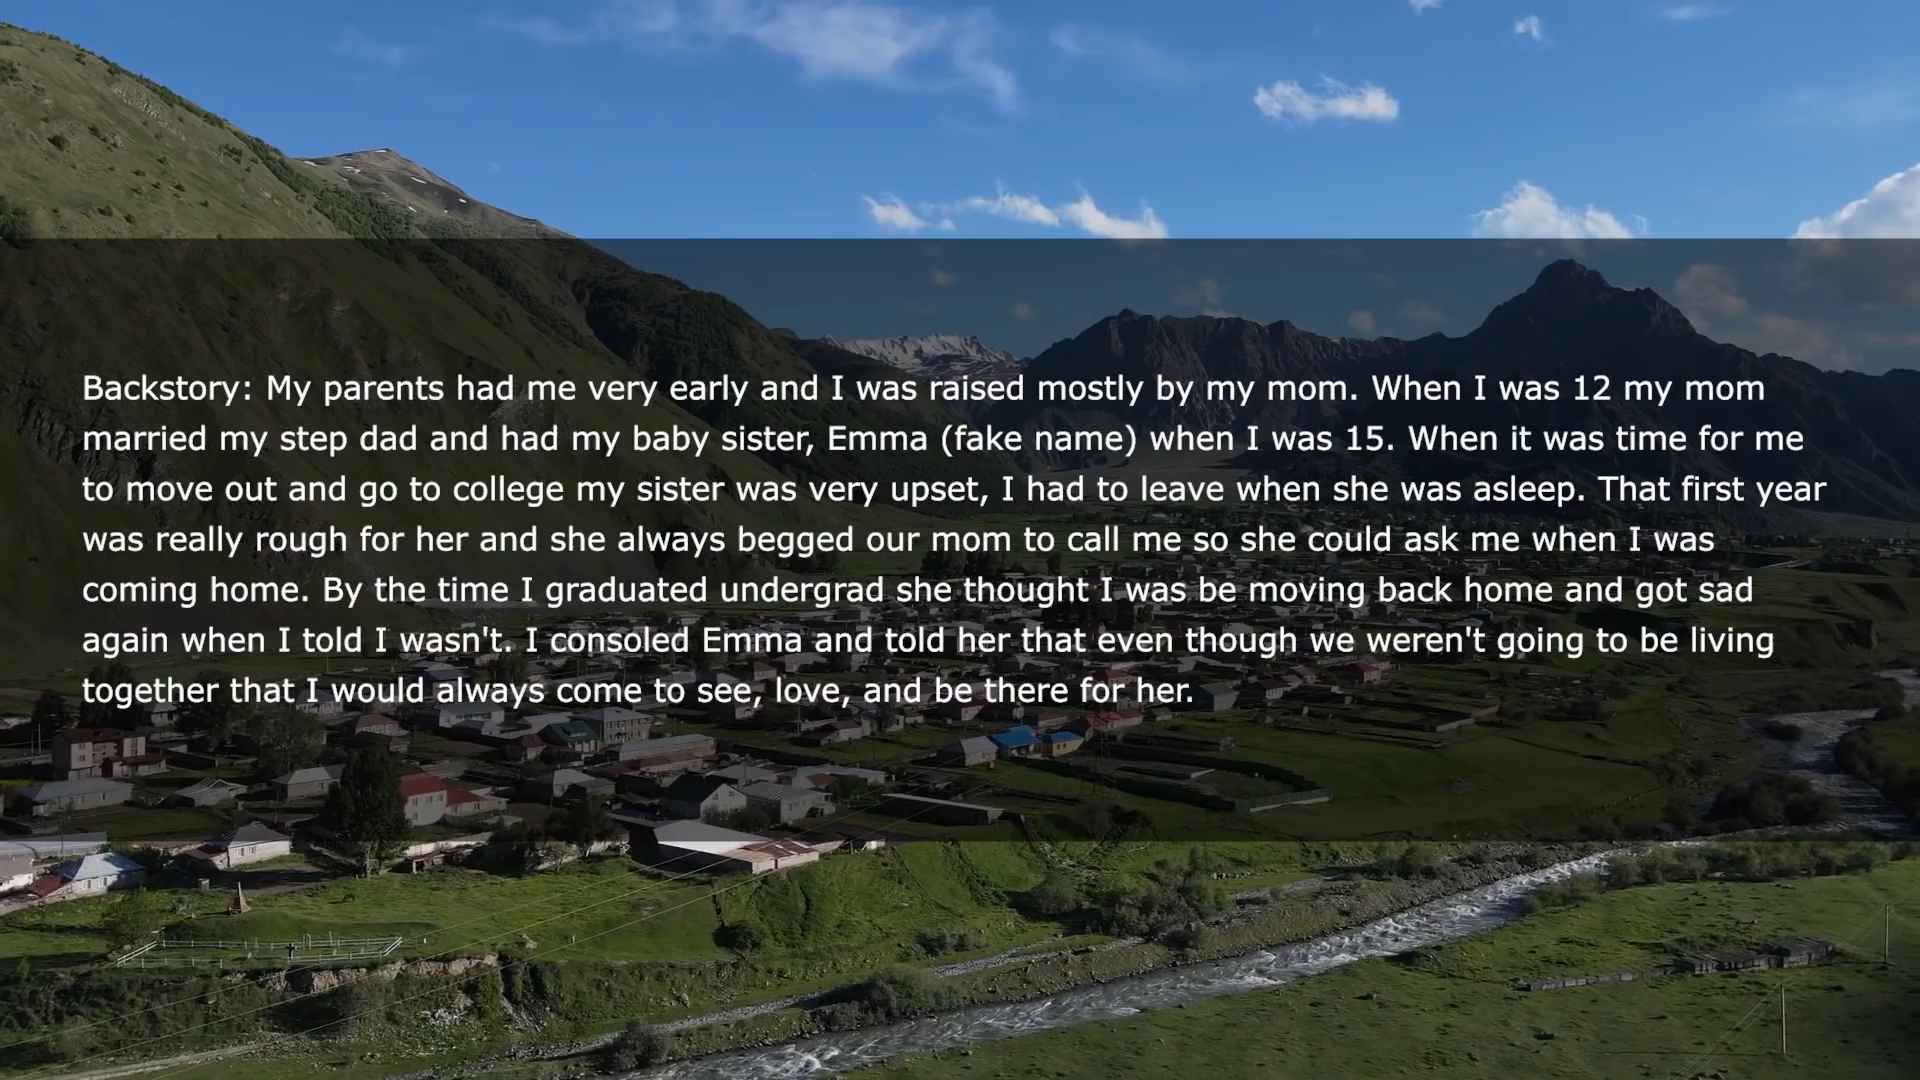 Backstory: My parents had me very early and I was raised mostly by my mom. When I was 12 my mom
married my step dad and had my baby sister, Emma (fake name) when I was 15. When it was time for me
to move out and go to college my sister was very upset, I had to leave when she was asleep. That first year
was really rough for her and she always begged our mom to call me so she could ask me when I was
coming home. By the time I graduated undergrad she thought I was be moving back home and got sad
again when I told I wasn't. I consoled Emma and told her that even though we weren't going to be living
together that I would always come to see, love, and be there for her.